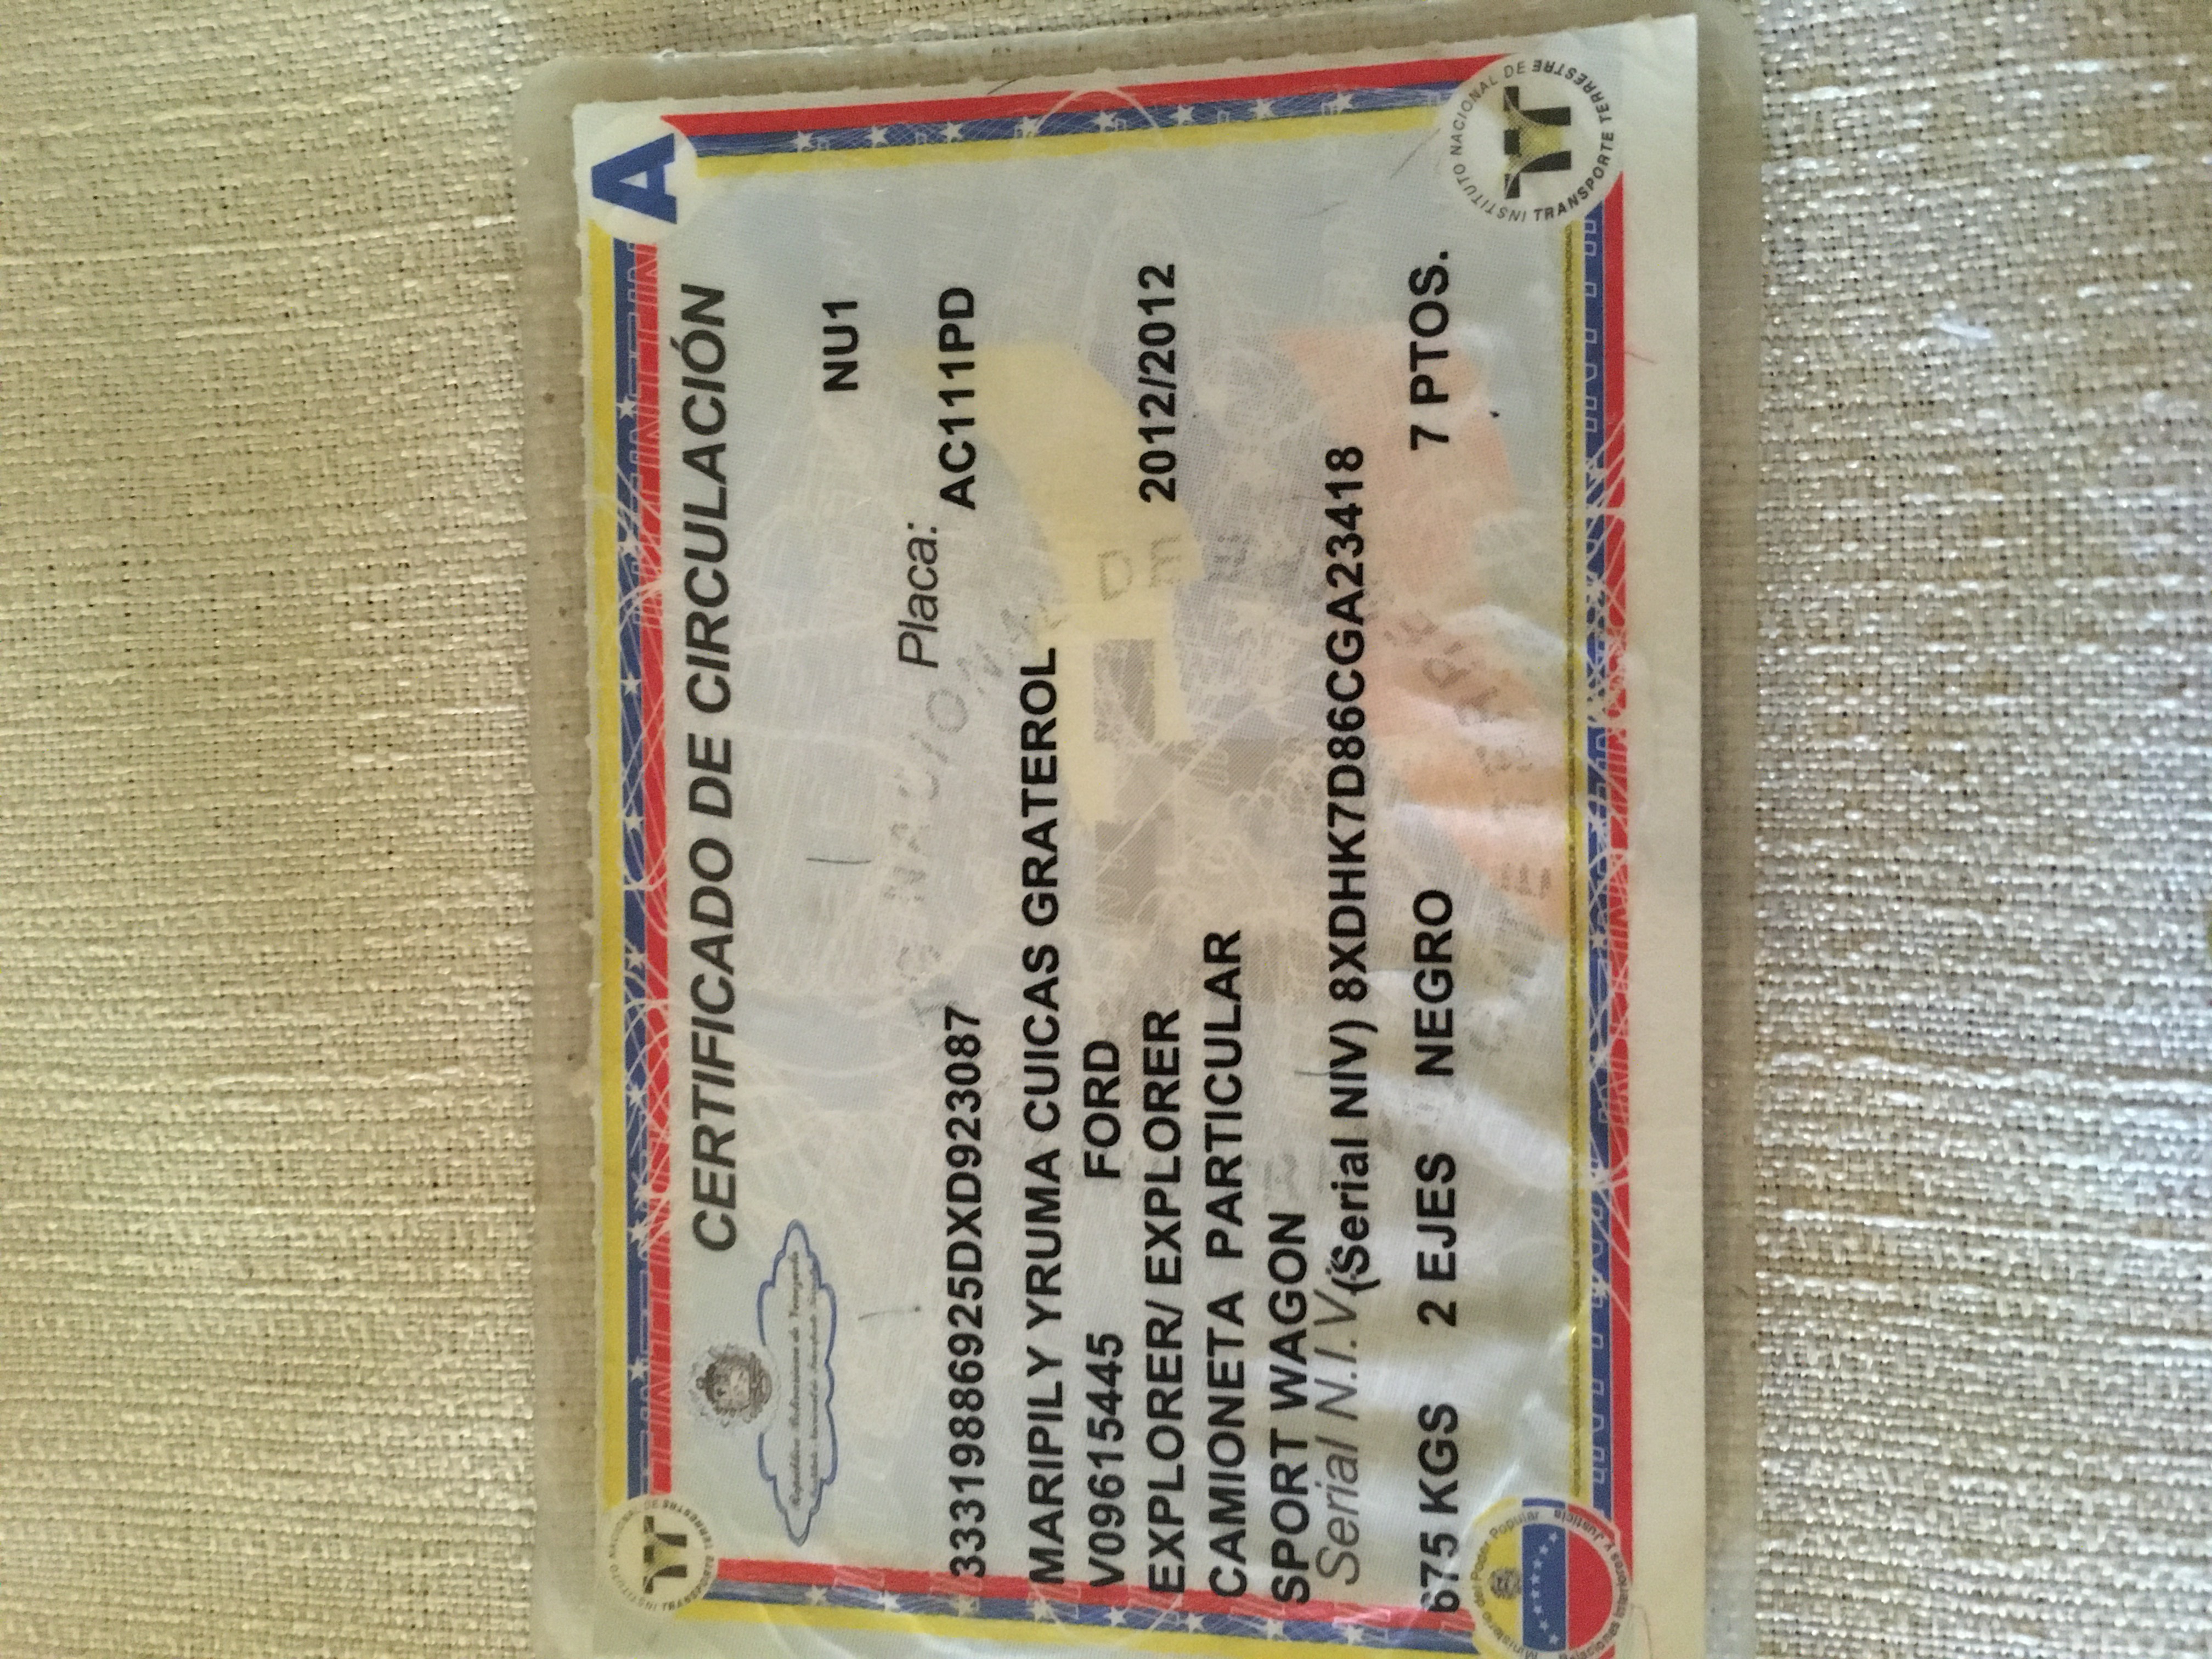 INSTITUTO NACIONAL DE TRANSPORTE TERRESTRE
A
CERTIFICADO DE CIRCULACIÓN
República Bolivariana de Venezuela
Instituto Nacional de Transporte Terrestre
NU1
Placa:
33319886925DXD923087 AC111PD
MARIPILY YRUMA CUICAS GRATEROL
V09615445 FORD
EXPLORER/ EXPLORER 2012/2012
CAMIONETA PARTICULAR
SPORT WAGON
Serial N.I.V. (Serial NIV) 8XDHK7D86CGA23418
675 KGS 2 EJES NEGRO 7 PTOS.
Ministerio del Poder Popular
Relaciones Interiores y Justicia
INSTITUTO NACIONAL DE TRANSPORTE TERRESTRE